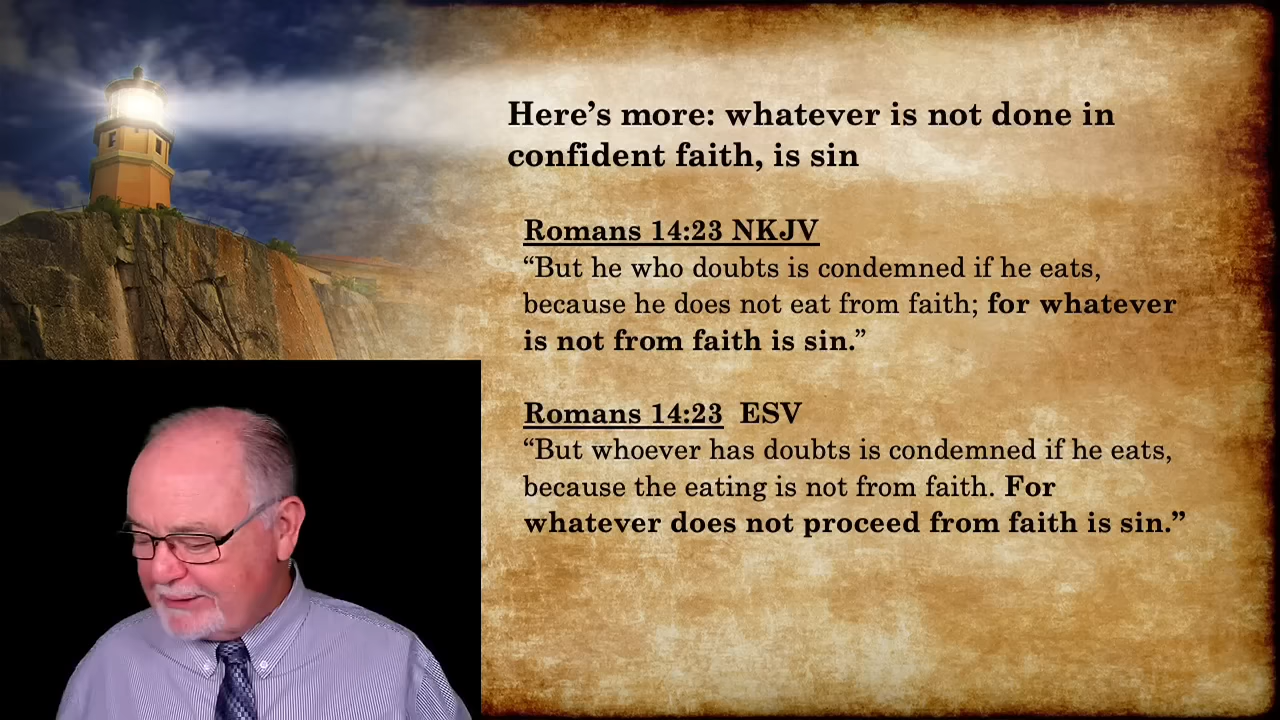 Here’s more: whatever is not done in
confident faith, is sin
Romans 14:23 NKJV
“But he who doubts is condemned if he eats,
because he does not eat from faith; for whatever
is not from faith is sin.”
Romans 14:23 ESV
“But whoever has doubts is condemned if he eats,
because the eating is not from faith. For
whatever does not proceed from faith is sin.”